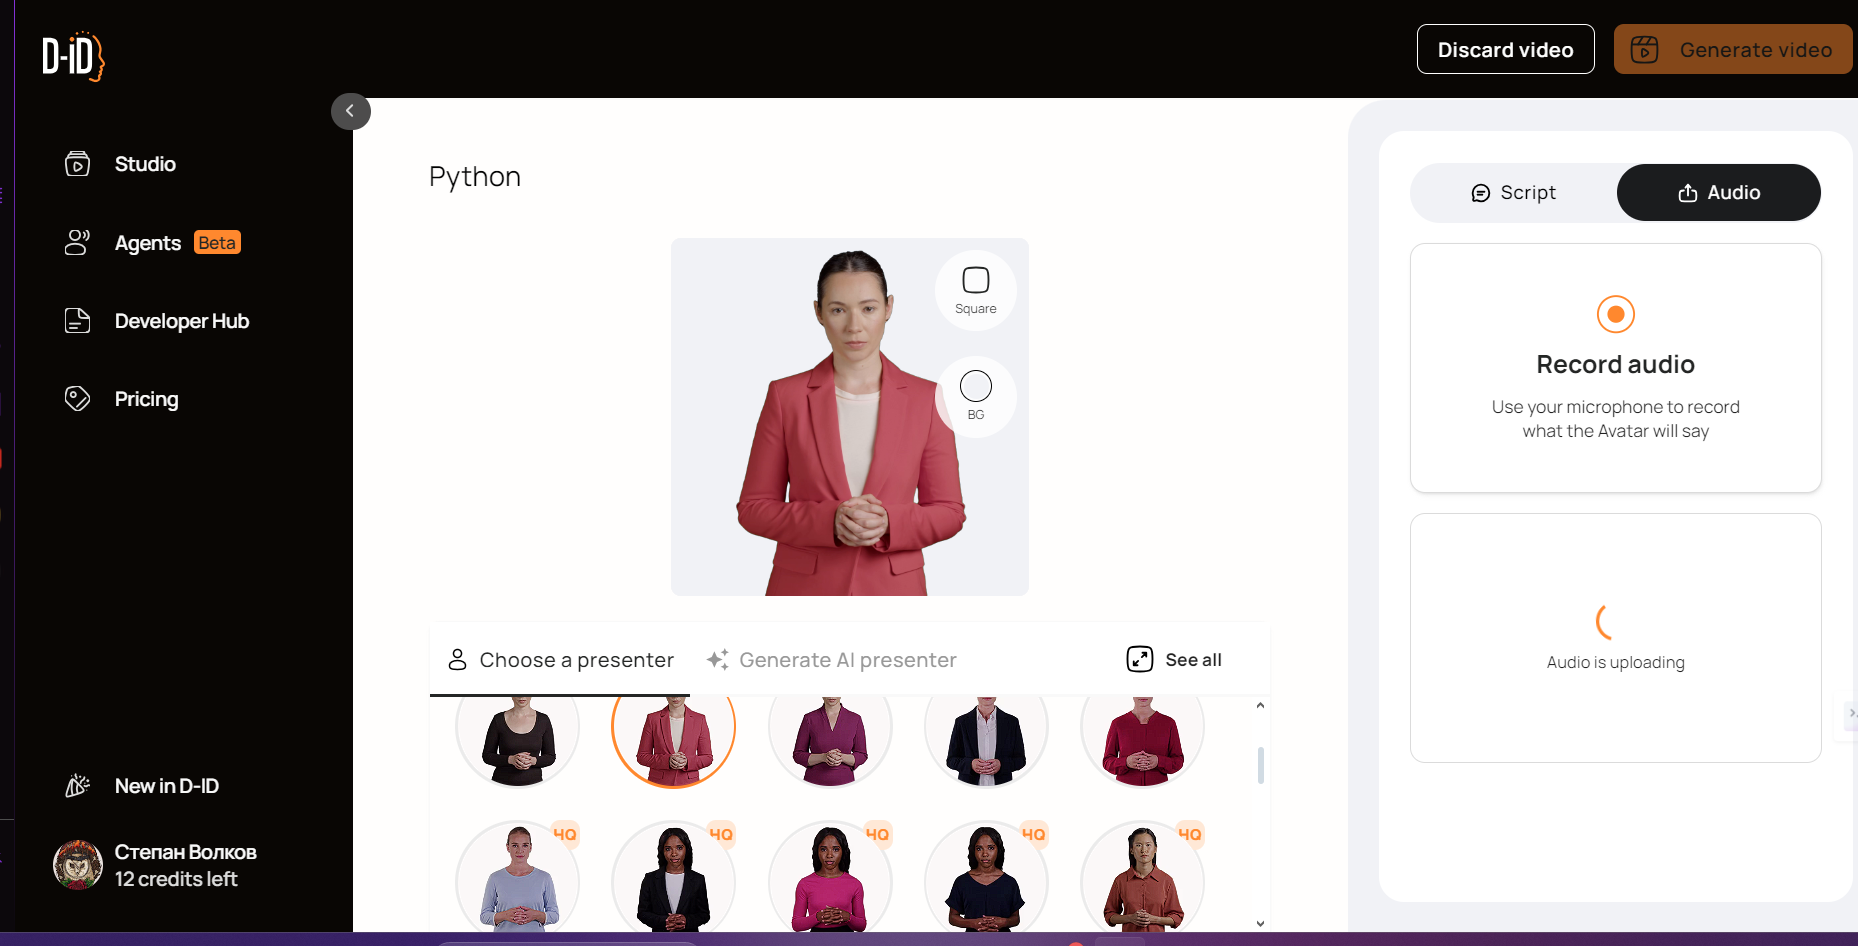 D-iD
Discard video
Generate video
Studio
Agents Beta
Developer Hub
Pricing
New in D-ID
Степан Волков
12 credits left
Python
Square
BG
Choose a presenter
Generate AI presenter
See all
HQ
HQ
HQ
HQ
HQ
Script
Audio
Record audio
Use your microphone to record
what the Avatar will say
Audio is uploading